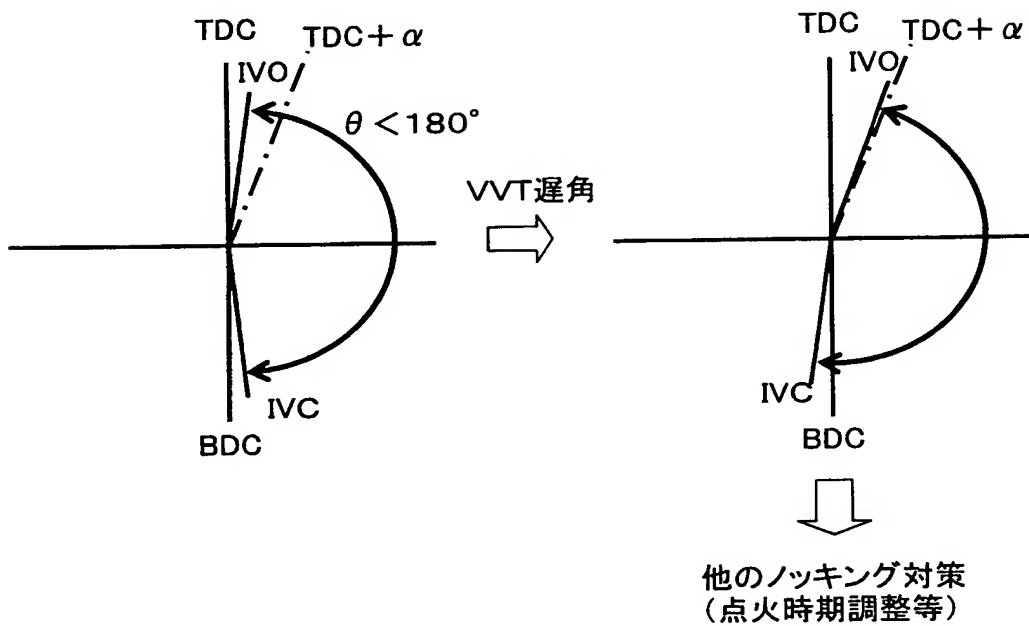 TDC
TDC+α
IVO
θ<180°
IVC
BDC
VVT遅角
TDC
TDC+α
IVO
IVC
BDC
他のノッキング対策
(点火時期調整等)